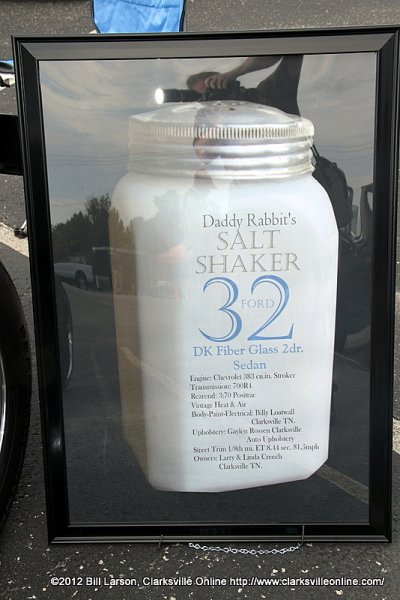 Daddy Rabbit's
SALT
SHAKER
32
FORD
DK Fiber Glass 2dr.
Sedan
Engine: Chevrolet 383 cu.in. Stroker
Transmission: 700R4
Rearend: 3:70 Positrac
Vintage Heat & Air
Body-Paint-Electrical: Billy Loatwall
Clarksville TN.
Upholstery: Gaylen Rossen Clarksville
Auto Upholstery
Street Trim 1/8th mi. ET 8.44 sec. 81.5mph
Owners: Larry & Linda Creech
Clarksville TN.
©2012 Bill Larson, Clarksville Online http://www.clarksvilleonline.com/